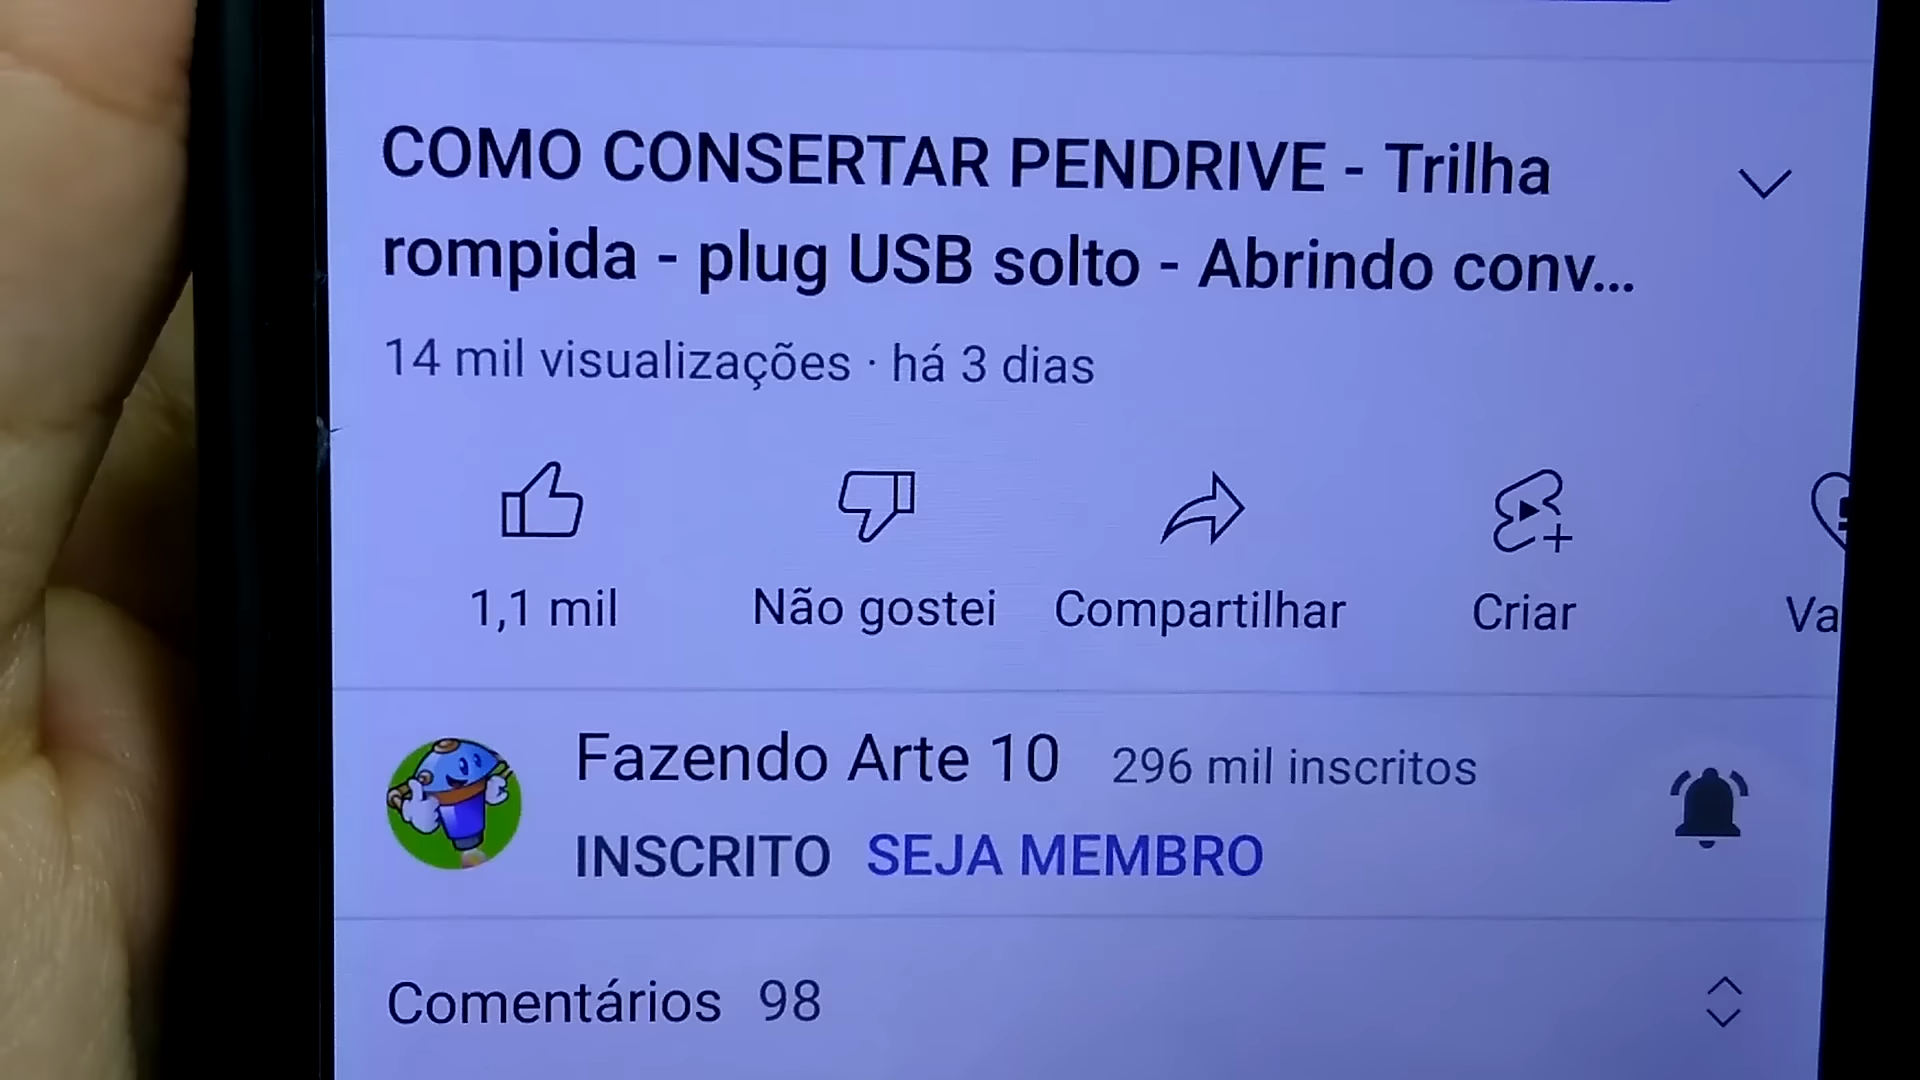 COMO CONSERTAR PENDRIVE - Trilha
rompida - plug USB solto - Abrindo conv...
14 mil visualizações · há 3 dias
1,1 mil
Não gostei
Compartilhar
Criar
Va
Fazendo Arte 10 296 mil inscritos
INSCRITO SEJA MEMBRO
Comentários 98